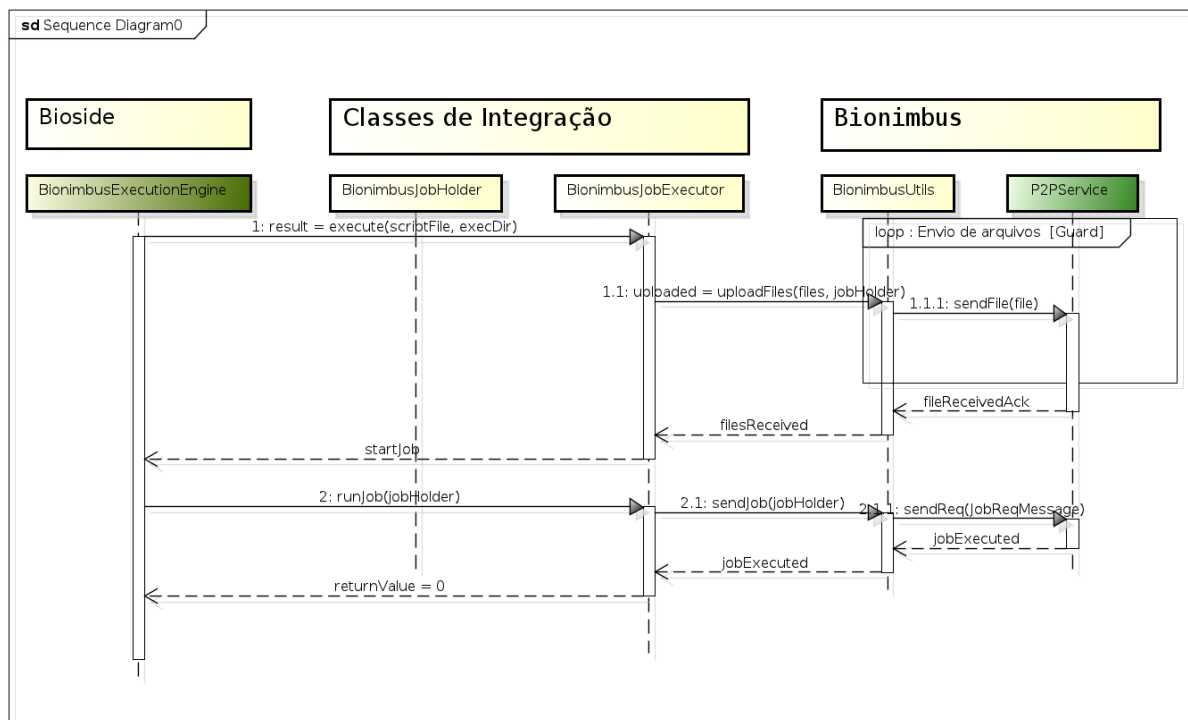 sd Sequence Diagram0
Bioside
Classes de Integração
Bionimbus
BionimbusExecutionEngine
BionimbusJobHolder
BionimbusJobExecutor
BionimbusUtils
P2PService
1: result = execute(scriptFile, execDir)
loop : Envio de arquivos [Guard]
1.1: uploaded = uploadFiles(files, jobHolder)
1.1.1: sendFile(file)
fileReceivedAck
filesReceived
startJob
2: runJob(jobHolder)
2.1: sendJob(jobHolder)
2.1.1: sendReq(JobReqMessage)
jobExecuted
jobExecuted
returnValue = 0